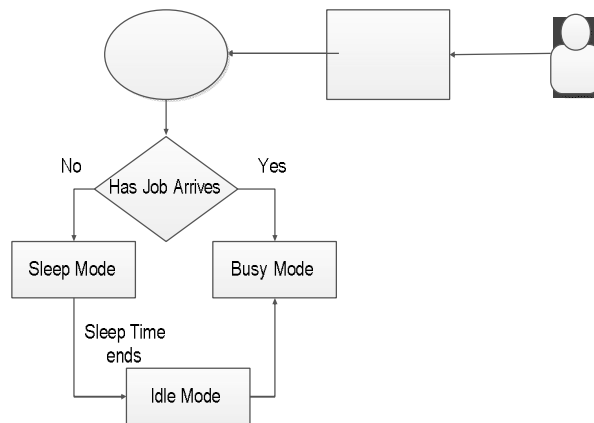 No
Yes
Has Job Arrives
Sleep Mode
Busy Mode
Sleep Time
ends
Idle Mode